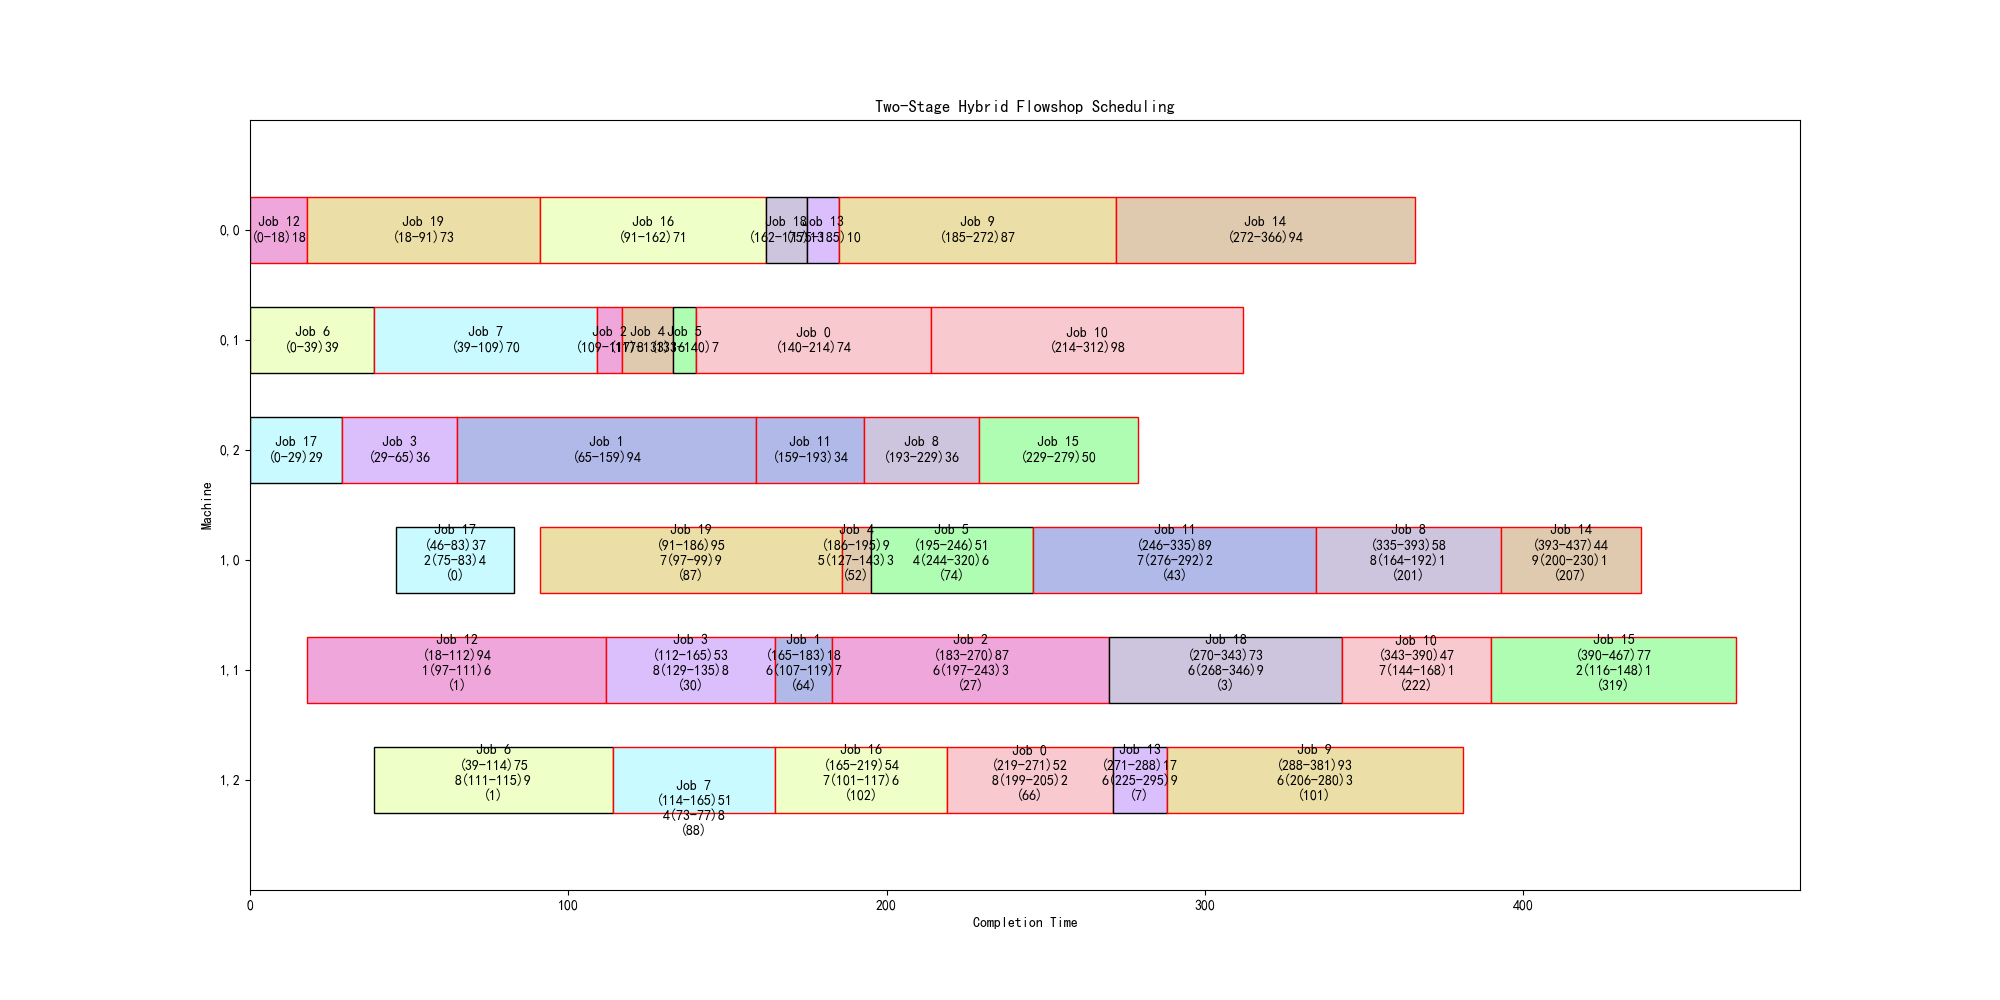 Two-Stage Hybrid Flowshop Scheduling
0,0
Job 12
(0-18)18
Job 19
(18-91)73
Job 16
(91-162)71
Job 18
Job 13
(175-185)10
Job 9
(185-272)87
Job 14
(272-366)94
0,1
Job 6
(0-39)39
Job 7
(39-109)70
Job 2
Job 4
Job 5
(133-140)7
Job 0
(140-214)74
Job 10
(214-312)98
0,2
Job 17
(0-29)29
Job 3
(29-65)36
Job 1
(65-159)94
Job 11
(159-193)34
Job 8
(193-229)36
Job 15
(229-279)50
1,0
Job 17
(46-83)37
2(75-83)4
(0)
Job 19
(91-186)95
7(97-99)9
(87)
Job 4
(186-195)9
5(127-143)3
(52)
Job 5
(195-246)51
4(244-320)6
(74)
Job 11
(246-335)89
7(276-292)2
(43)
Job 8
(335-393)58
8(164-192)1
(201)
Job 14
(393-437)44
9(200-230)1
(207)
1,1
Job 12
(18-112)94
1(97-111)6
(1)
Job 3
(112-165)53
8(129-135)8
(30)
Job 1
(165-183)18
6(107-119)7
(64)
Job 2
(183-270)87
6(197-243)3
(27)
Job 18
(270-343)73
6(268-346)9
(3)
Job 10
(343-390)47
7(144-168)1
(222)
Job 15
(390-467)77
2(116-148)1
(319)
1,2
Job 6
(39-114)75
8(111-115)9
(1)
Job 7
(114-165)51
4(73-77)8
(88)
Job 16
(165-219)54
7(101-117)6
(102)
Job 0
(219-271)52
8(199-205)2
(66)
Job 13
(271-288)17
6(225-295)9
(7)
Job 9
(288-381)93
6(206-280)3
(101)
Machine
0
100
200
300
400
Completion Time